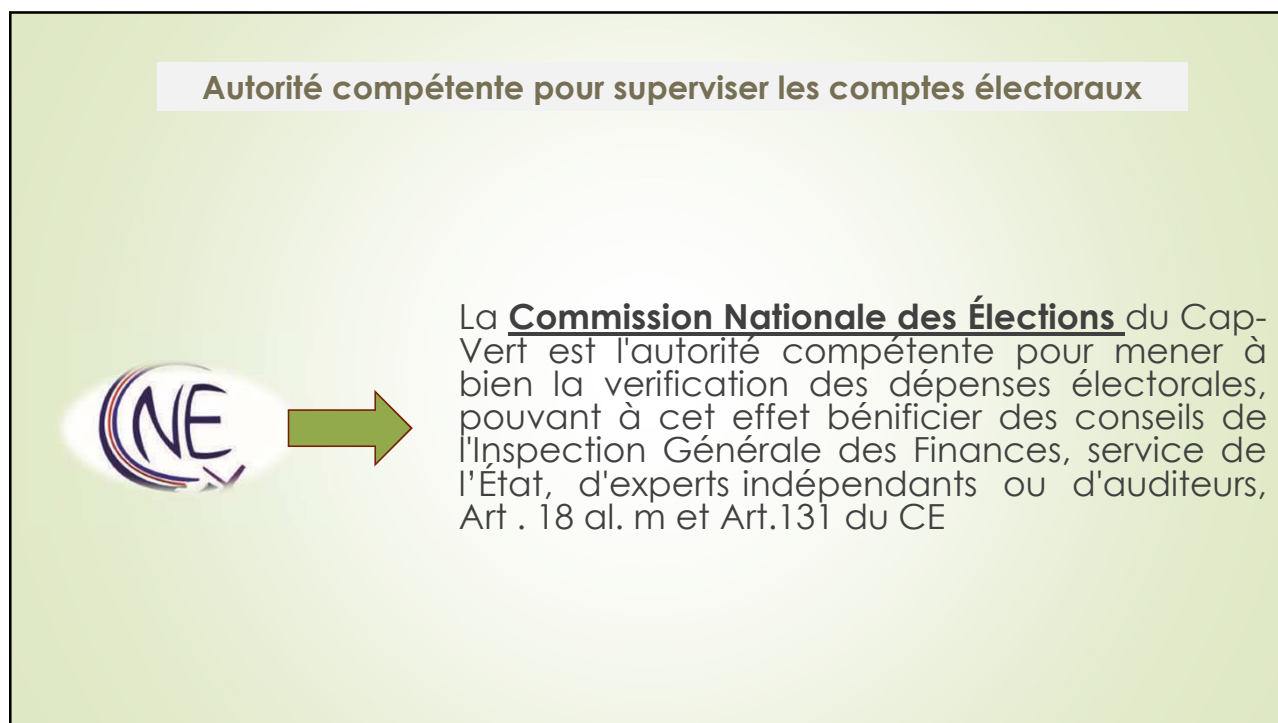 Autorité compétente pour superviser les comptes électoraux
CNE
La Commission Nationale des Élections du Cap-
Vert est l'autorité compétente pour mener à
bien la verification des dépenses électorales,
pouvant à cet effet bénificier des conseils de
l'Inspection Générale des Finances, service de
l’État, d'experts indépendants ou d'auditeurs,
Art . 18 al. m et Art.131 du CE